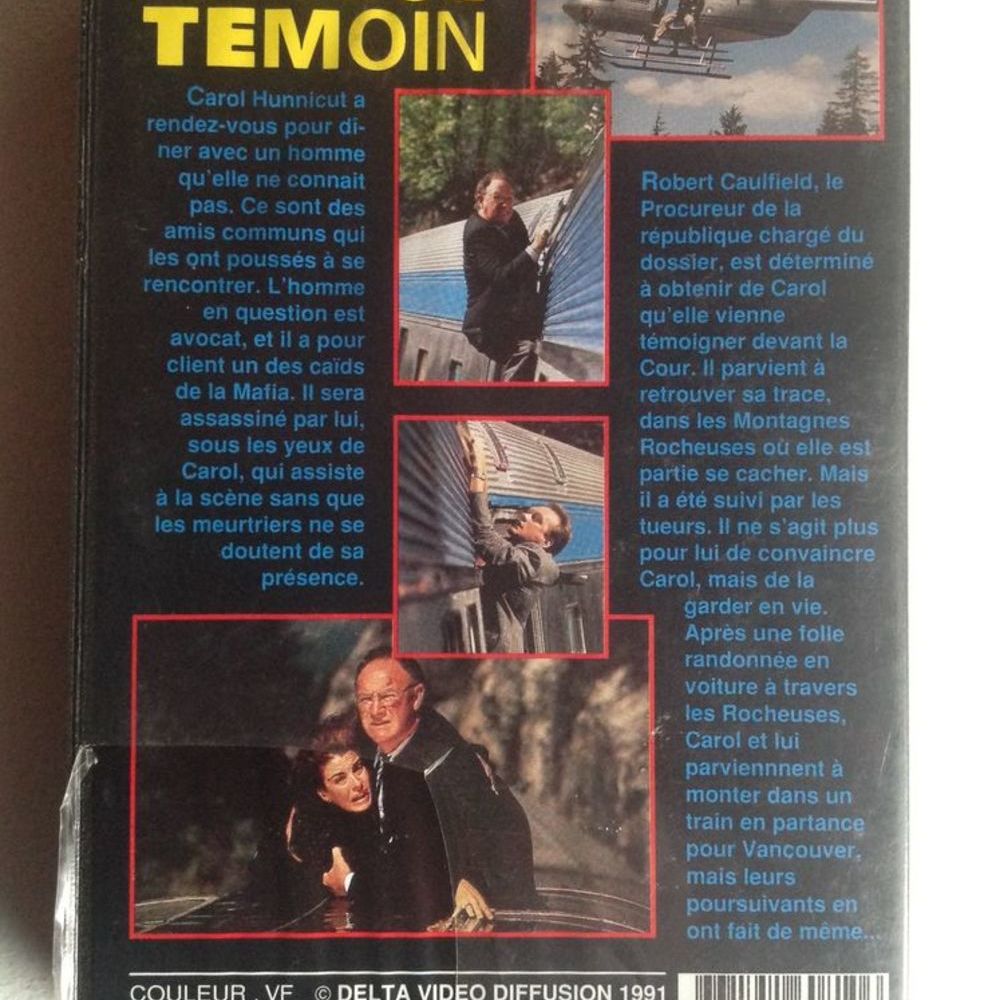 TEMOIN
Carol Hunnicut a
rendez-vous pour dî-
ner avec un homme
qu'elle ne connait
pas. Ce sont des
amis communs qui
les ont poussés à se
rencontrer. L'homme
en question est
avocat, et il a pour
client un des caïds
de la Mafia. Il sera
assassiné par lui,
sous les yeux de
Carol, qui assiste
à la scène sans que
les meurtriers ne se
doutent de sa
présence.
Robert Caulfield, le
Procureur de la
république chargé du
dossier, est déterminé
à obtenir de Carol
qu'elle vienne
témoigner devant la
Cour. Il parvient à
retrouver sa trace,
dans les Montagnes
Rocheuses où elle est
partie se cacher. Mais
il a été suivi par les
tueurs. Il ne s'agit plus
pour lui de convaincre
Carol, mais de la
garder en vie.
Après une folle
randonnée en
voiture à travers
les Rocheuses,
Carol et lui
parviennnent à
monter dans un
train en partance
pour Vancouver,
mais leurs
poursuivants en
ont fait de même...
COULEUR . VF © DELTA VIDEO DIFFUSION 1991